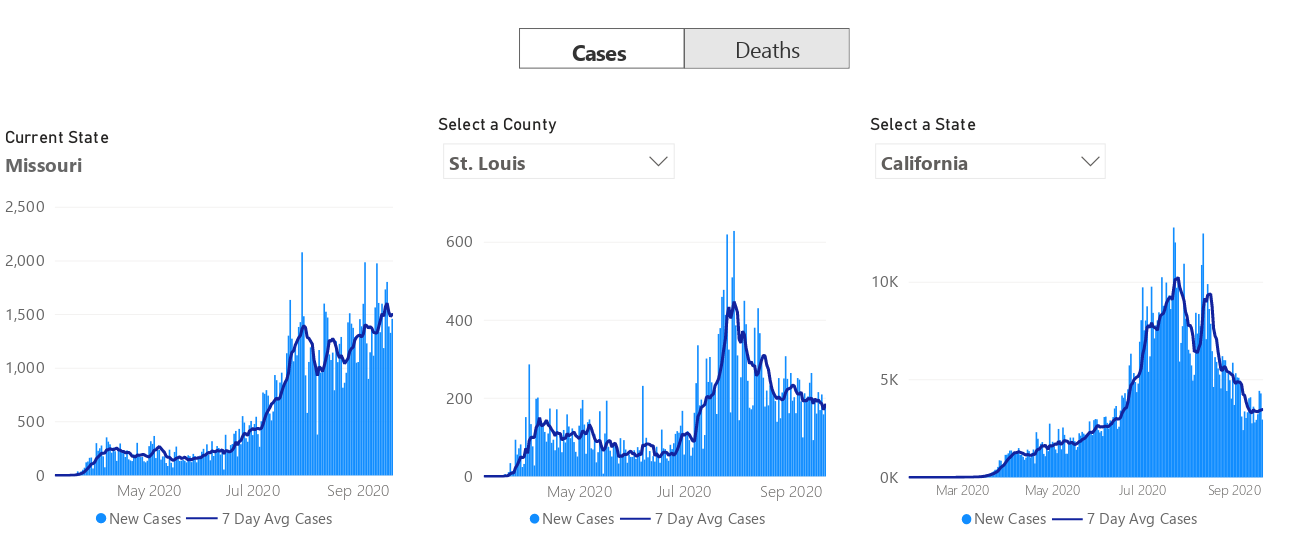 Cases Deaths
Current State
Missouri
2,500
2,000
1,500
1,000
500
0
May 2020 Jul 2020 Sep 2020
New Cases 7 Day Avg Cases
Select a County
St. Louis
600
400
200
0
May 2020 Jul 2020 Sep 2020
New Cases 7 Day Avg Cases
Select a State
California
10K
5K
0K
Mar 2020 May 2020 Jul 2020 Sep 2020
New Cases 7 Day Avg Cases